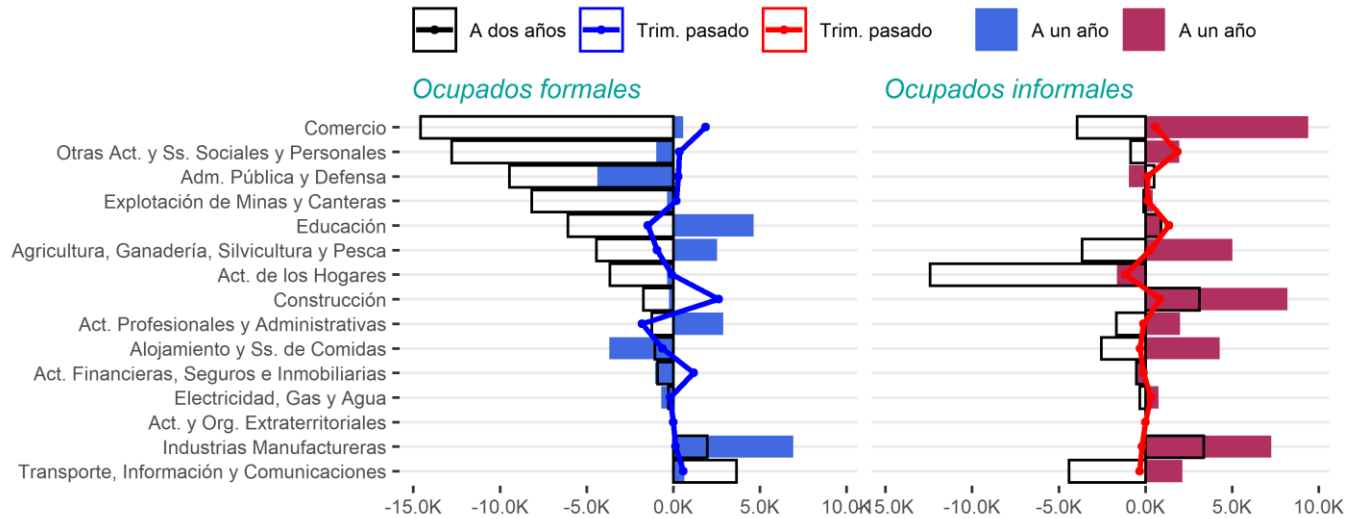 A dos años Trim. pasado Trim. pasado A un año A un año
Ocupados formales Ocupados informales
Comercio
Otras Act. y Ss. Sociales y Personales
Adm. Pública y Defensa
Explotación de Minas y Canteras
Educación
Agricultura, Ganadería, Silvicultura y Pesca
Act. de los Hogares
Construcción
Act. Profesionales y Administrativas
Alojamiento y Ss. de Comidas
Act. Financieras, Seguros e Inmobiliarias
Electricidad, Gas y Agua
Act. y Org. Extraterritoriales
Industrias Manufactureras
Transporte, Información y Comunicaciones
-15.0K -10.0K -5.0K 0.0K 5.0K 10.0K -15.0K -10.0K -5.0K 0.0K 5.0K 10.0K